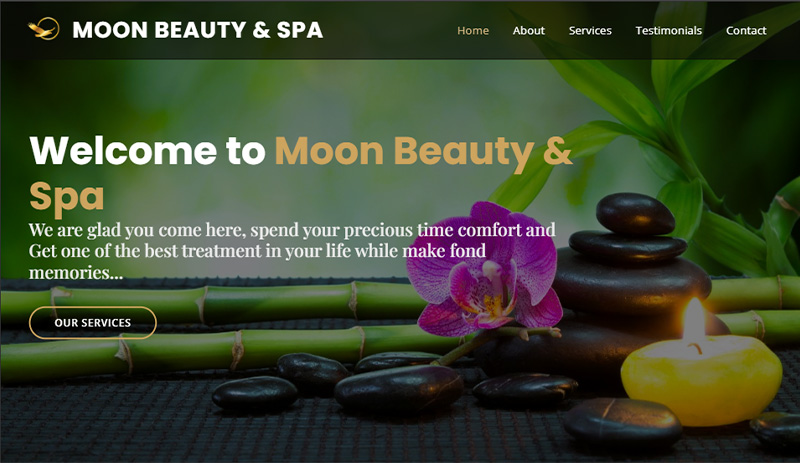 MOON BEAUTY & SPA
Home About Services Testimonials Contact
Welcome to Moon Beauty &
Spa
We are glad you come here, spend your precious time comfort and
Get one of the best treatment in your life while make fond
memories...
OUR SERVICES